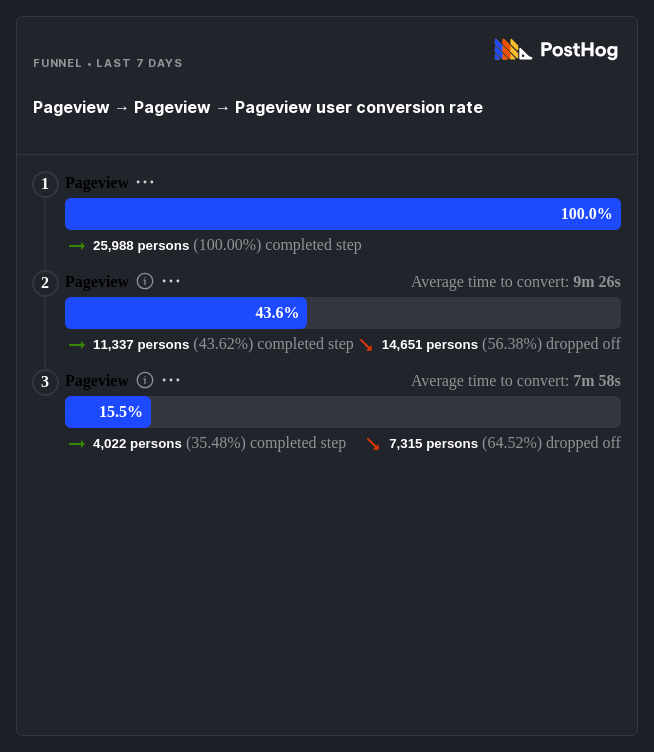 PostHog
FUNNEL • LAST 7 DAYS
Pageview → Pageview → Pageview user conversion rate
1 Pageview ···
100.0%
→ 25,988 persons (100.00%) completed step
2 Pageview ⓘ ··· Average time to convert: 9m 26s
43.6%
→ 11,337 persons (43.62%) completed step ↘ 14,651 persons (56.38%) dropped off
3 Pageview ⓘ ··· Average time to convert: 7m 58s
15.5%
→ 4,022 persons (35.48%) completed step ↘ 7,315 persons (64.52%) dropped off